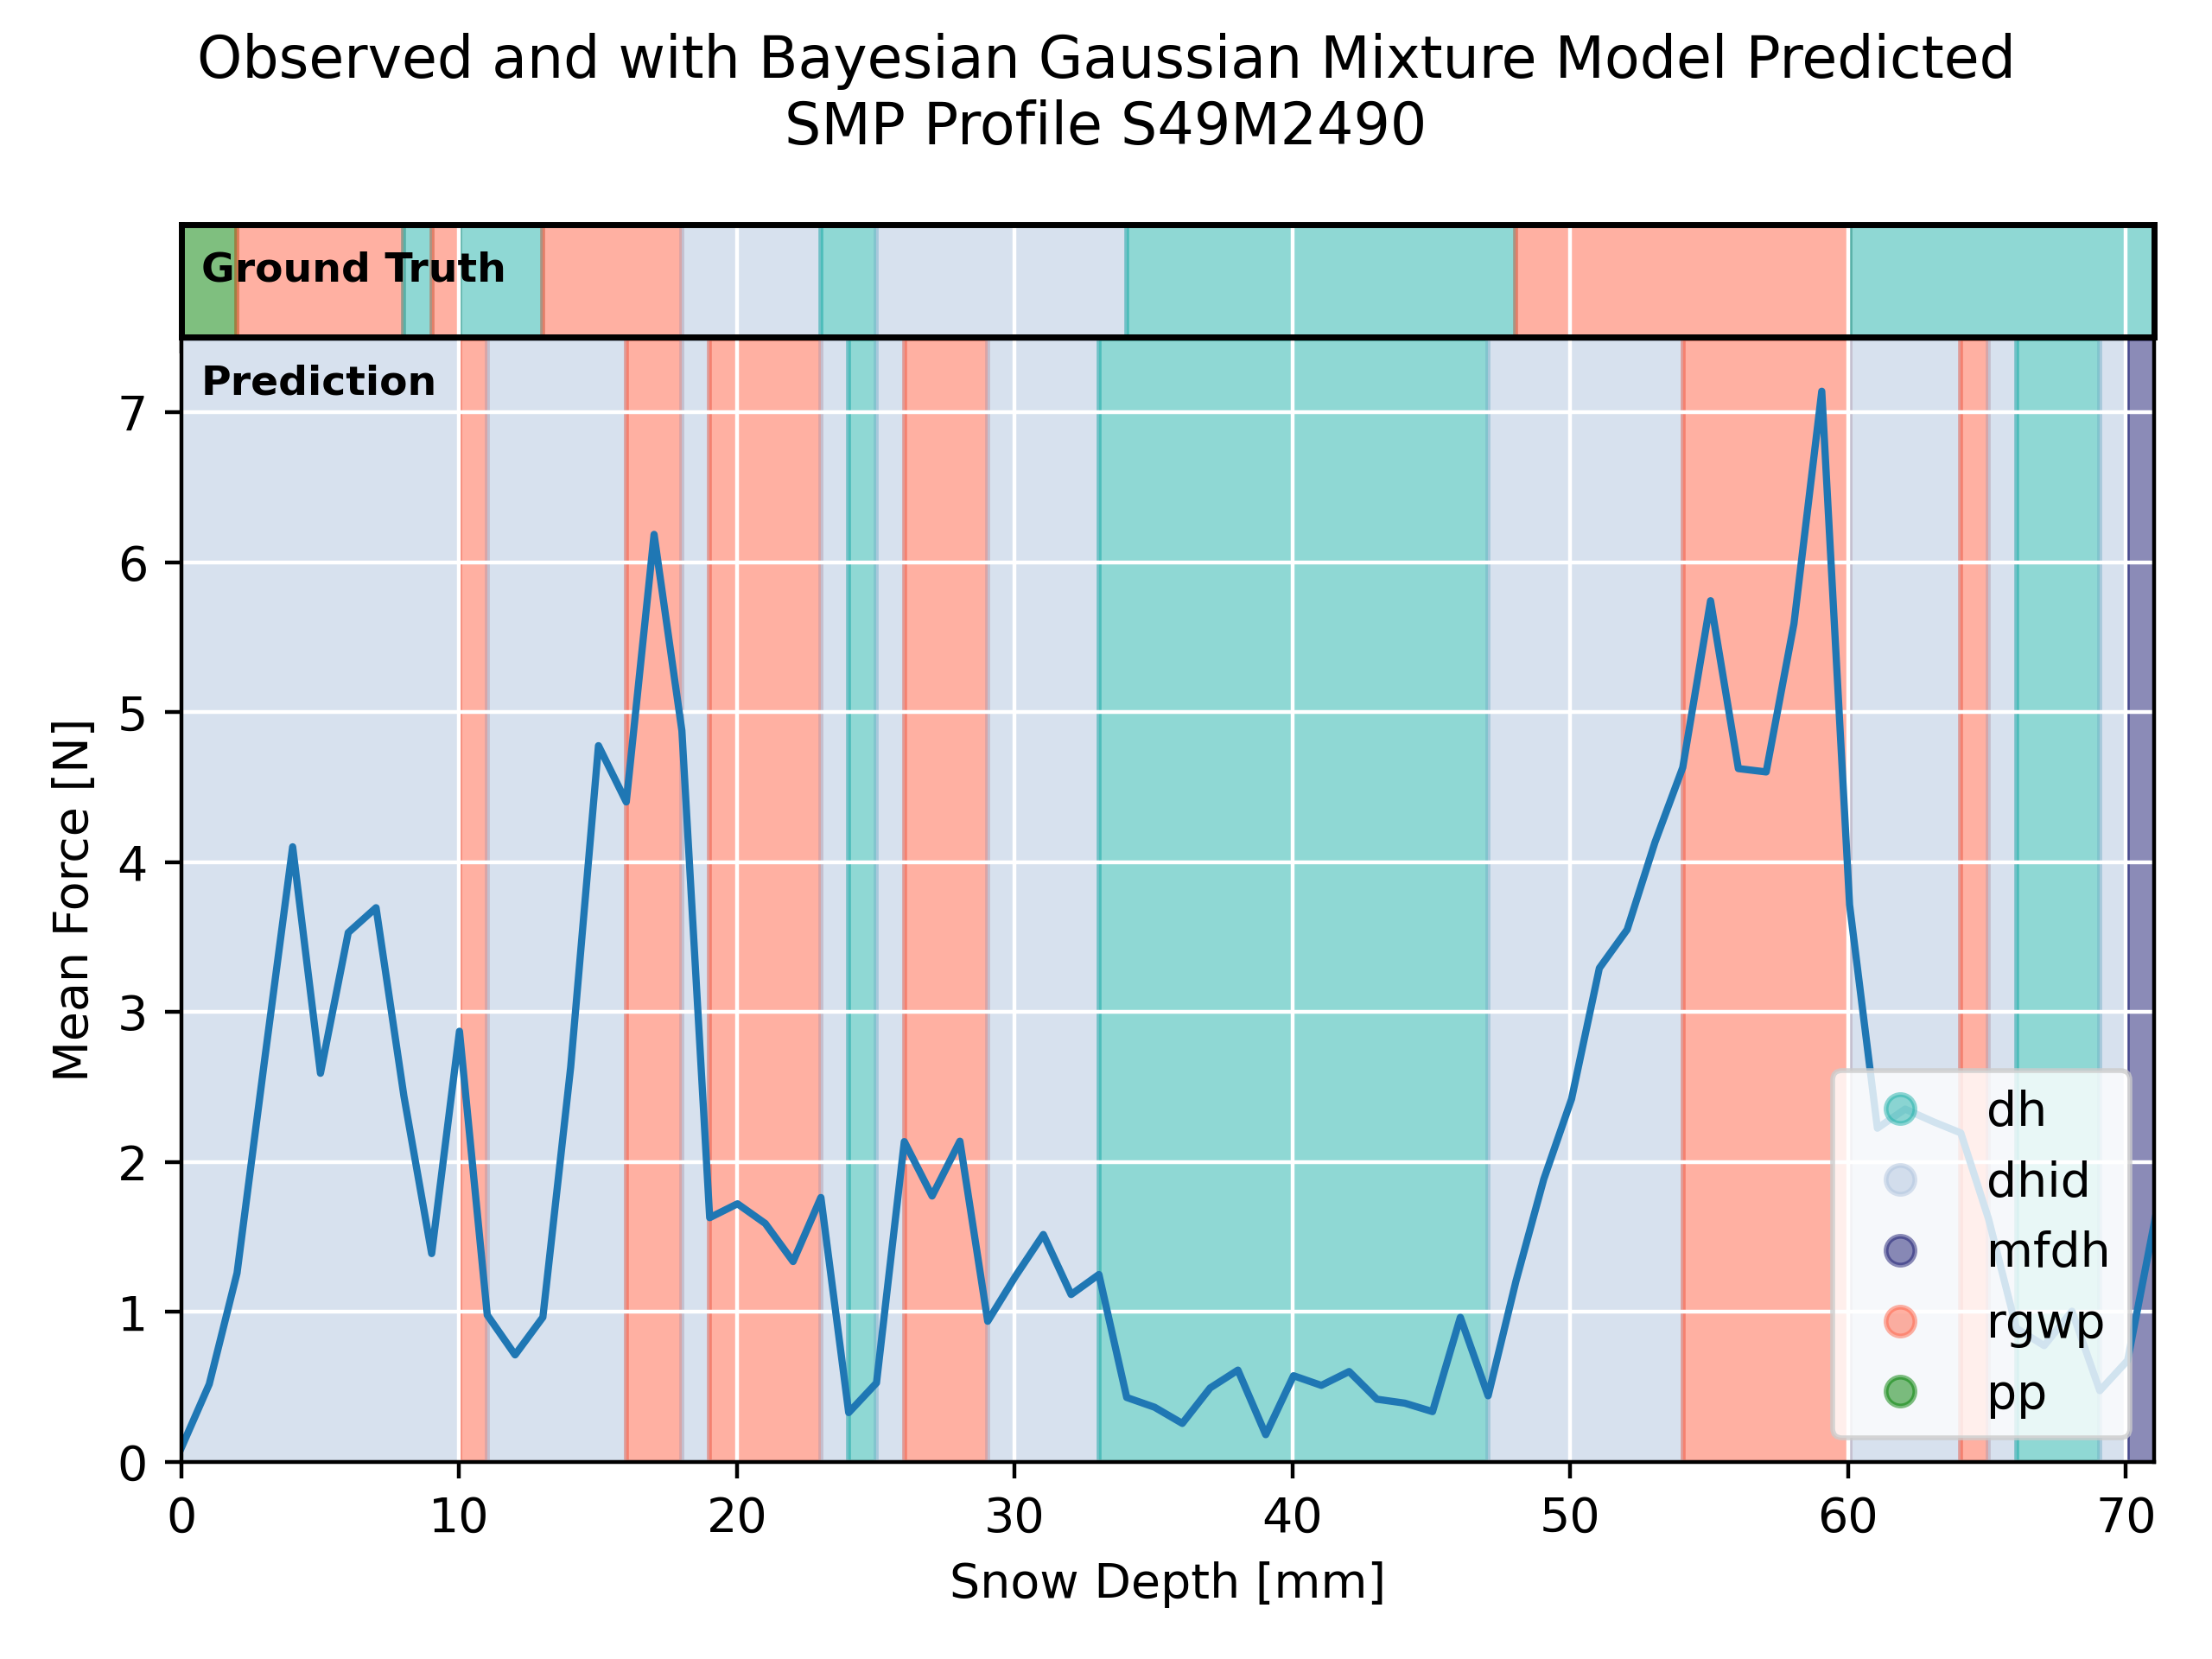 Observed and with Bayesian Gaussian Mixture Model Predicted
SMP Profile S49M2490
Ground Truth
Prediction
7
6
5
4
3
2
1
0
Mean Force [N]
dh
dhid
mfdh
rgwp
pp
0 10 20 30 40 50 60 70
Snow Depth [mm]